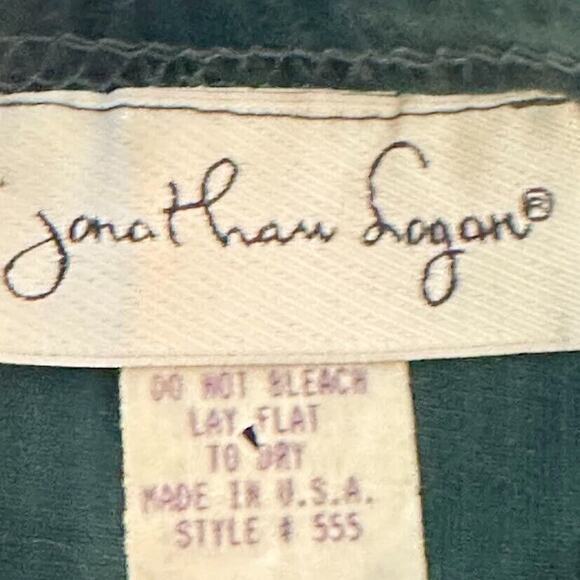 Jonathan Logan®
DO NOT BLEACH
LAY FLAT
TO DRY
MADE IN U.S.A.
STYLE # 555